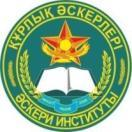 ҚҰРЛЫҚ ӘСКЕРЛЕРІ
ӘСКЕРИ ИНСТИТУТЫ